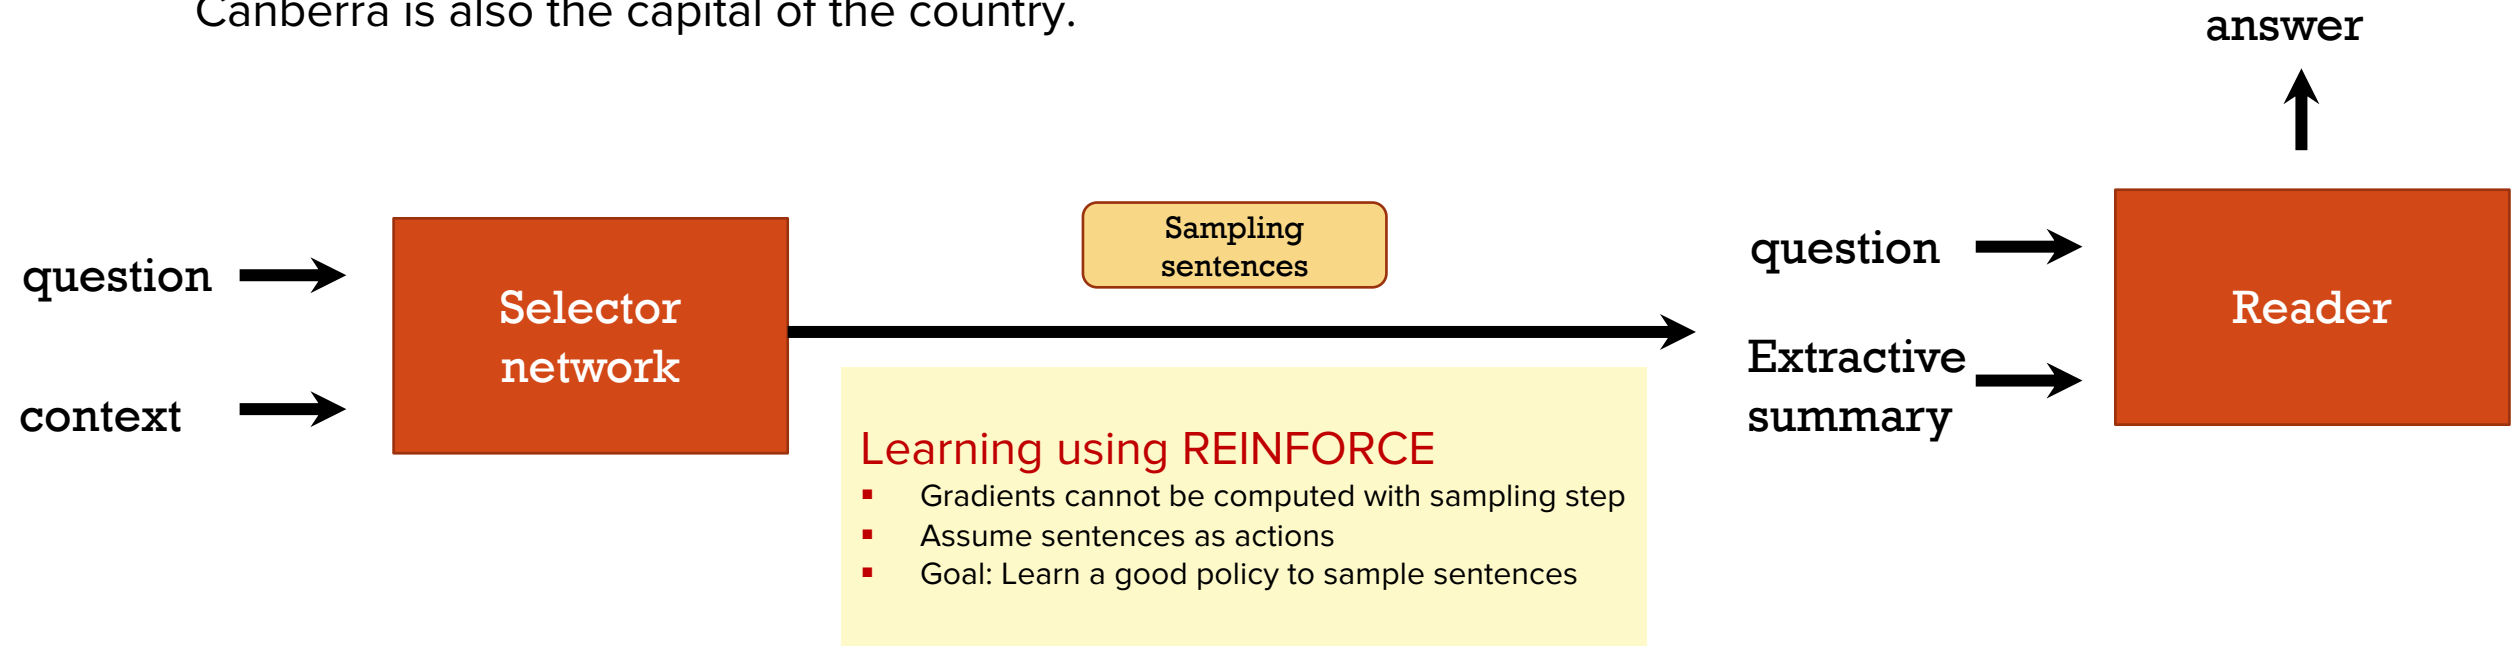 Canberra is also the capital of the country.
answer
question
context
Selector
network
Sampling
sentences
Learning using REINFORCE
▪ Gradients cannot be computed with sampling step
▪ Assume sentences as actions
▪ Goal: Learn a good policy to sample sentences
question
Extractive
summary
Reader